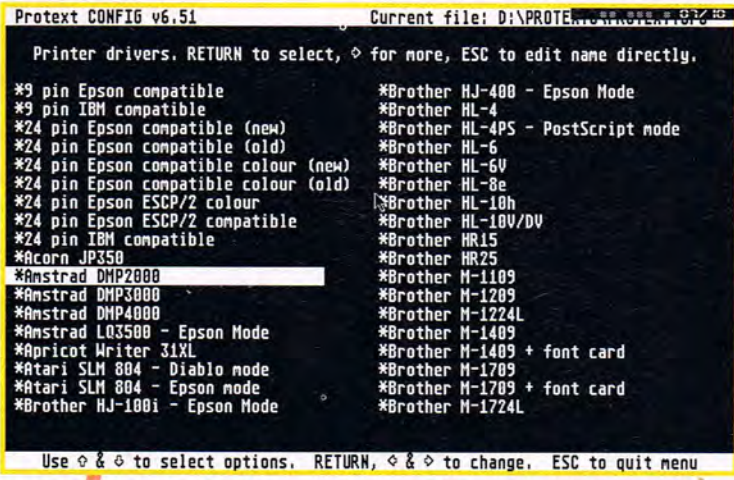 Protext CONFIG v6.51
Current file: D:\PROTEXT6\PROTEXT.OPS
Printer drivers. RETURN to select, ⇨ for more, ESC to edit name directly.
*9 pin Epson compatible
*9 pin IBM compatible
*24 pin Epson compatible (new)
*24 pin Epson compatible (old)
*24 pin Epson compatible colour (new)
*24 pin Epson compatible colour (old)
*24 pin Epson ESCP/2 colour
*24 pin Epson ESCP/2 compatible
*24 pin IBM compatible
*Acorn JP350
*Amstrad DMP2000
*Amstrad DMP3000
*Amstrad DMP4000
*Amstrad LQ3500 - Epson Mode
*Apricot Writer 31XL
*Atari SLM 804 - Diablo mode
*Atari SLM 804 - Epson mode
*Brother HJ-100i - Epson Mode
*Brother HJ-400 - Epson Mode
*Brother HL-4
*Brother HL-4PS - PostScript mode
*Brother HL-6
*Brother HL-6V
*Brother HL-8e
*Brother HL-10h
*Brother HL-10V/DV
*Brother HR15
*Brother HR25
*Brother M-1109
*Brother M-1209
*Brother M-1224L
*Brother M-1409
*Brother M-1409 + font card
*Brother M-1709
*Brother M-1709 + font card
*Brother M-1724L
Use ⇧ & ⇩ to select options. RETURN, ⇦ & ⇨ to change. ESC to quit menu